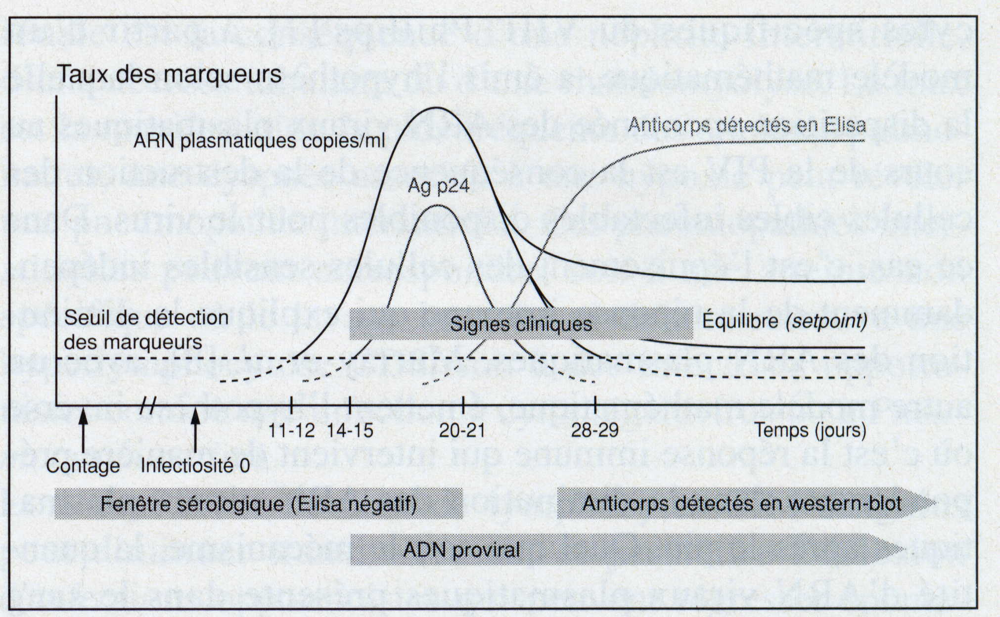 Taux des marqueurs
ARN plasmatiques copies/ml
Anticorps détectés en Elisa
Ag p24
Seuil de détection
des marqueurs
Signes cliniques
Équilibre (setpoint)
11-12
14-15
20-21
28-29
Temps (jours)
Contage
Infectiosité 0
Fenêtre sérologique (Elisa négatif)
Anticorps détectés en western-blot
ADN proviral